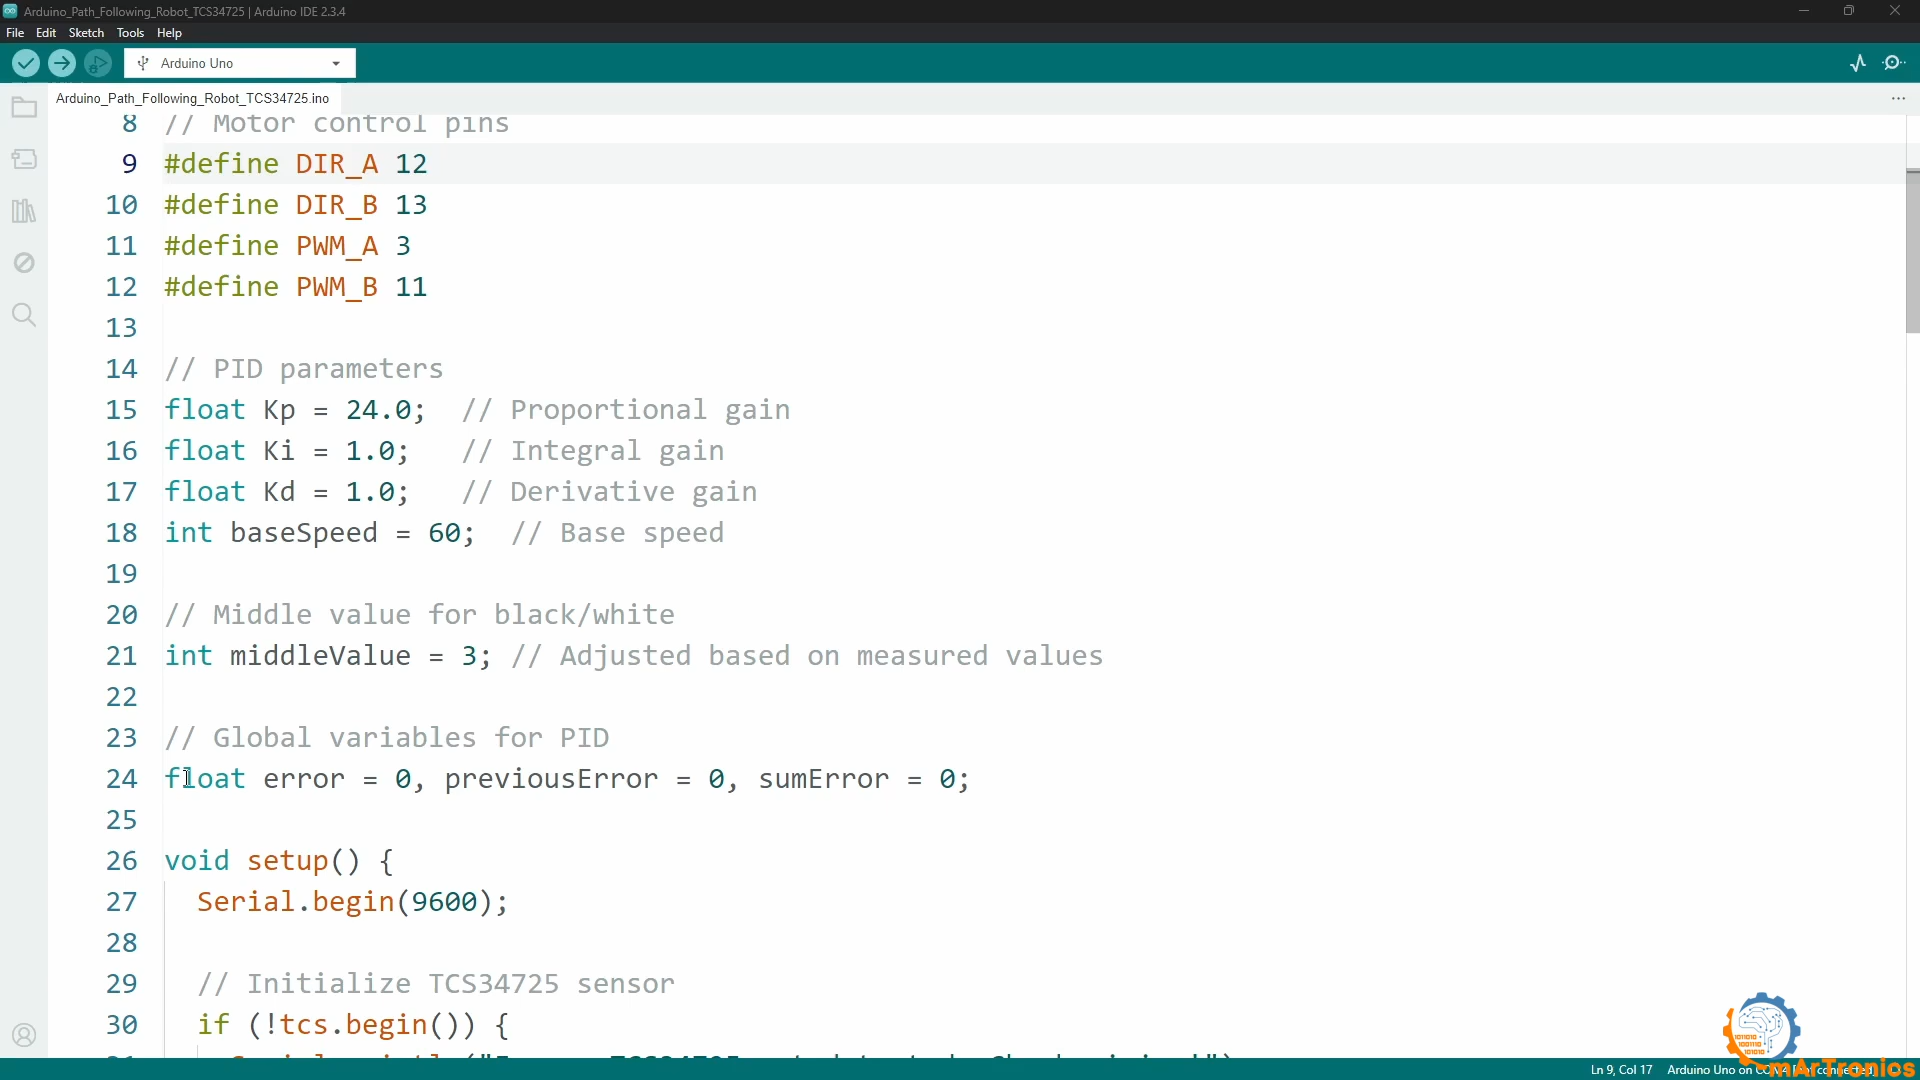 Arduino_Path_Following_Robot_TCS34725 | Arduino IDE 2.3.4
File Edit Sketch Tools Help
Arduino Uno
Arduino_Path_Following_Robot_TCS34725.ino
8 // Motor control pins
9 #define DIR_A 12
10 #define DIR_B 13
11 #define PWM_A 3
12 #define PWM_B 11
13
14 // PID parameters
15 float Kp = 24.0;  // Proportional gain
16 float Ki = 1.0;   // Integral gain
17 float Kd = 1.0;   // Derivative gain
18 int baseSpeed = 60;  // Base speed
19
20 // Middle value for black/white
21 int middleValue = 3; // Adjusted based on measured values
22
23 // Global variables for PID
24 float error = 0, previousError = 0, sumError = 0;
25
26 void setup() {
27 Serial.begin(9600);
28
29 // Initialize TCS34725 sensor
30 if (!tcs.begin()) {
Ln 9, Col 17 Arduino Uno on
mArTronics